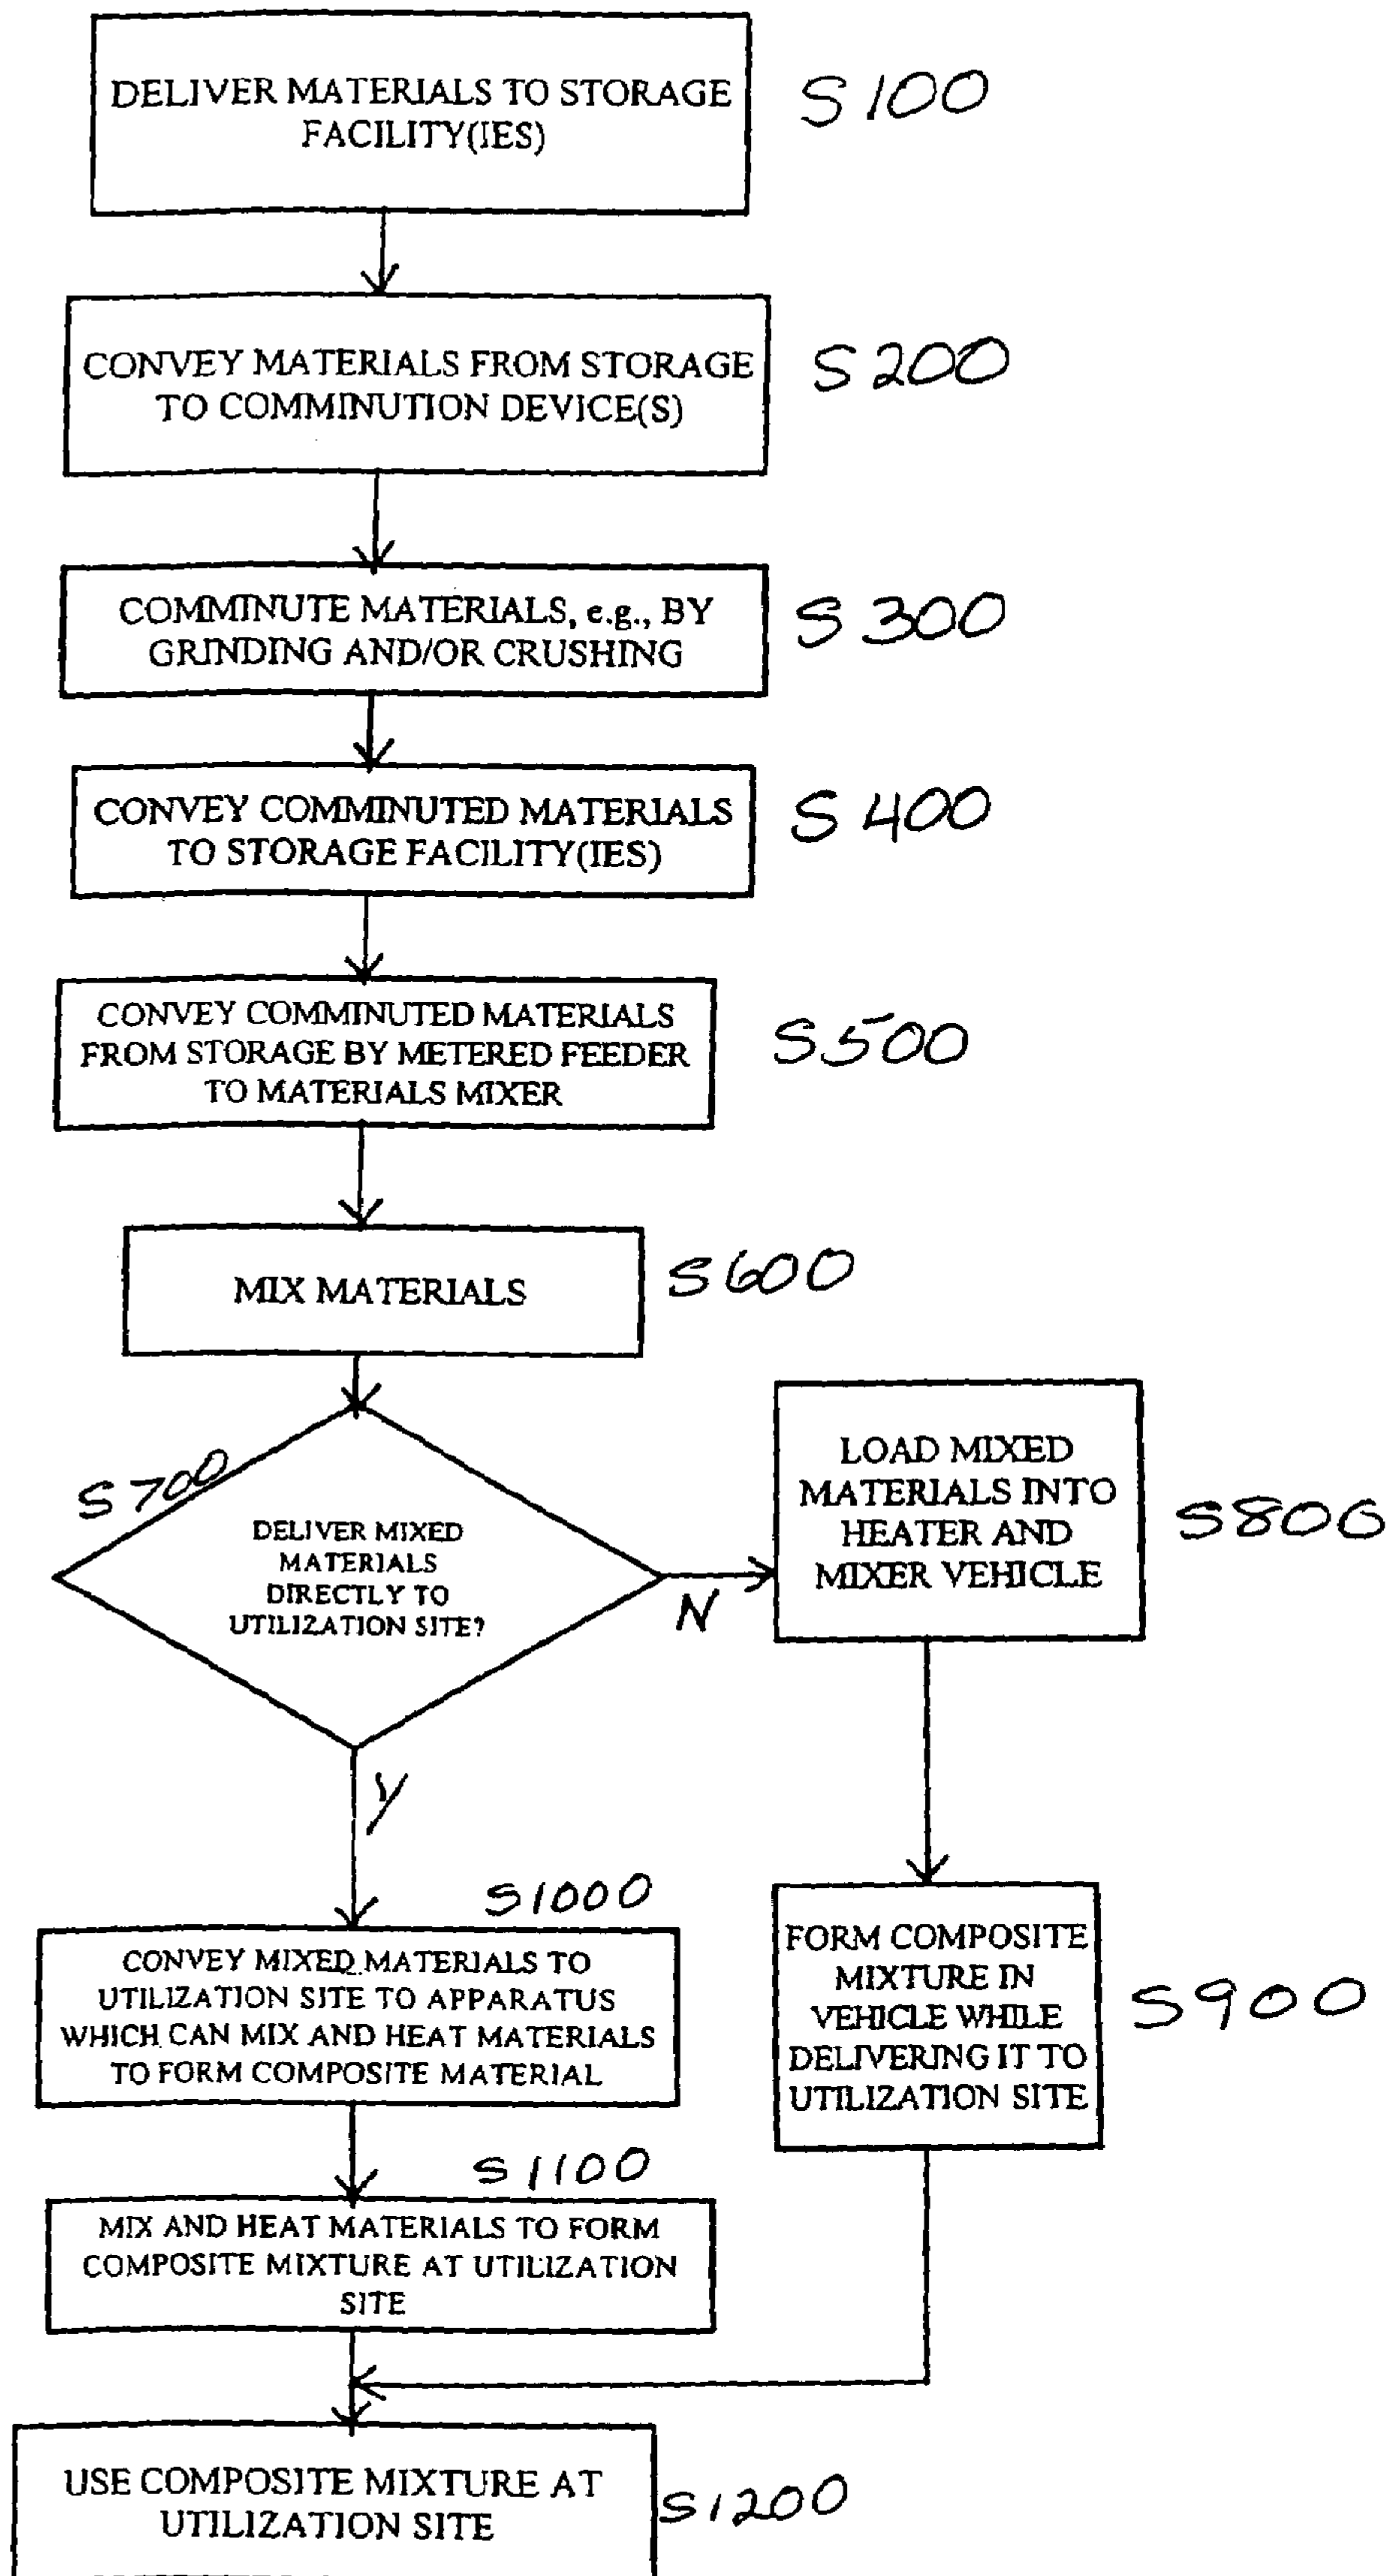 DELIVER MATERIALS TO STORAGE
FACILITY(IES)
S100
CONVEY MATERIALS FROM STORAGE
TO COMMINUTION DEVICE(S)
S200
COMMINUTE MATERIALS, e.g., BY
GRINDING AND/OR CRUSHING
S300
CONVEY COMMINUTED MATERIALS
TO STORAGE FACILITY(IES)
S400
CONVEY COMMINUTED MATERIALS
FROM STORAGE BY METERED FEEDER
TO MATERIALS MIXER
S500
MIX MATERIALS
S600
S700
DELIVER MIXED
MATERIALS
DIRECTLY TO
UTILIZATION SITE?
N
LOAD MIXED
MATERIALS INTO
HEATER AND
MIXER VEHICLE
S800
Y
FORM COMPOSITE
MIXTURE IN
VEHICLE WHILE
DELIVERING IT TO
UTILIZATION SITE
S900
S1000
CONVEY MIXED MATERIALS TO
UTILIZATION SITE TO APPARATUS
WHICH CAN MIX AND HEAT MATERIALS
TO FORM COMPOSITE MATERIAL
S1100
MIX AND HEAT MATERIALS TO FORM
COMPOSITE MIXTURE AT UTILIZATION
SITE
USE COMPOSITE MIXTURE AT
UTILIZATION SITE
S1200